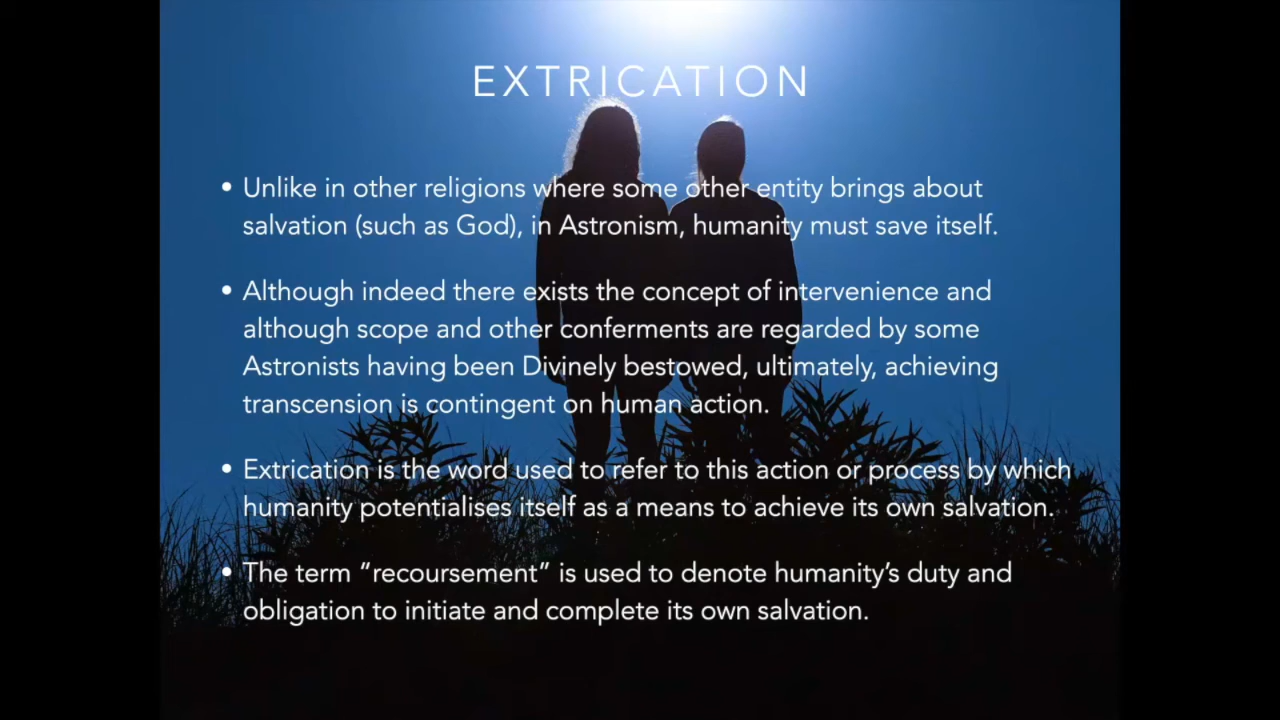 EXTRICATION
• Unlike in other religions where some other entity brings about
salvation (such as God), in Astronism, humanity must save itself.
• Although indeed there exists the concept of intervenience and
although scope and other conferments are regarded by some
Astronists having been Divinely bestowed, ultimately, achieving
transcension is contingent on human action.
• Extrication is the word used to refer to this action or process by which
humanity potentialises itself as a means to achieve its own salvation.
• The term “recoursement” is used to denote humanity’s duty and
obligation to initiate and complete its own salvation.